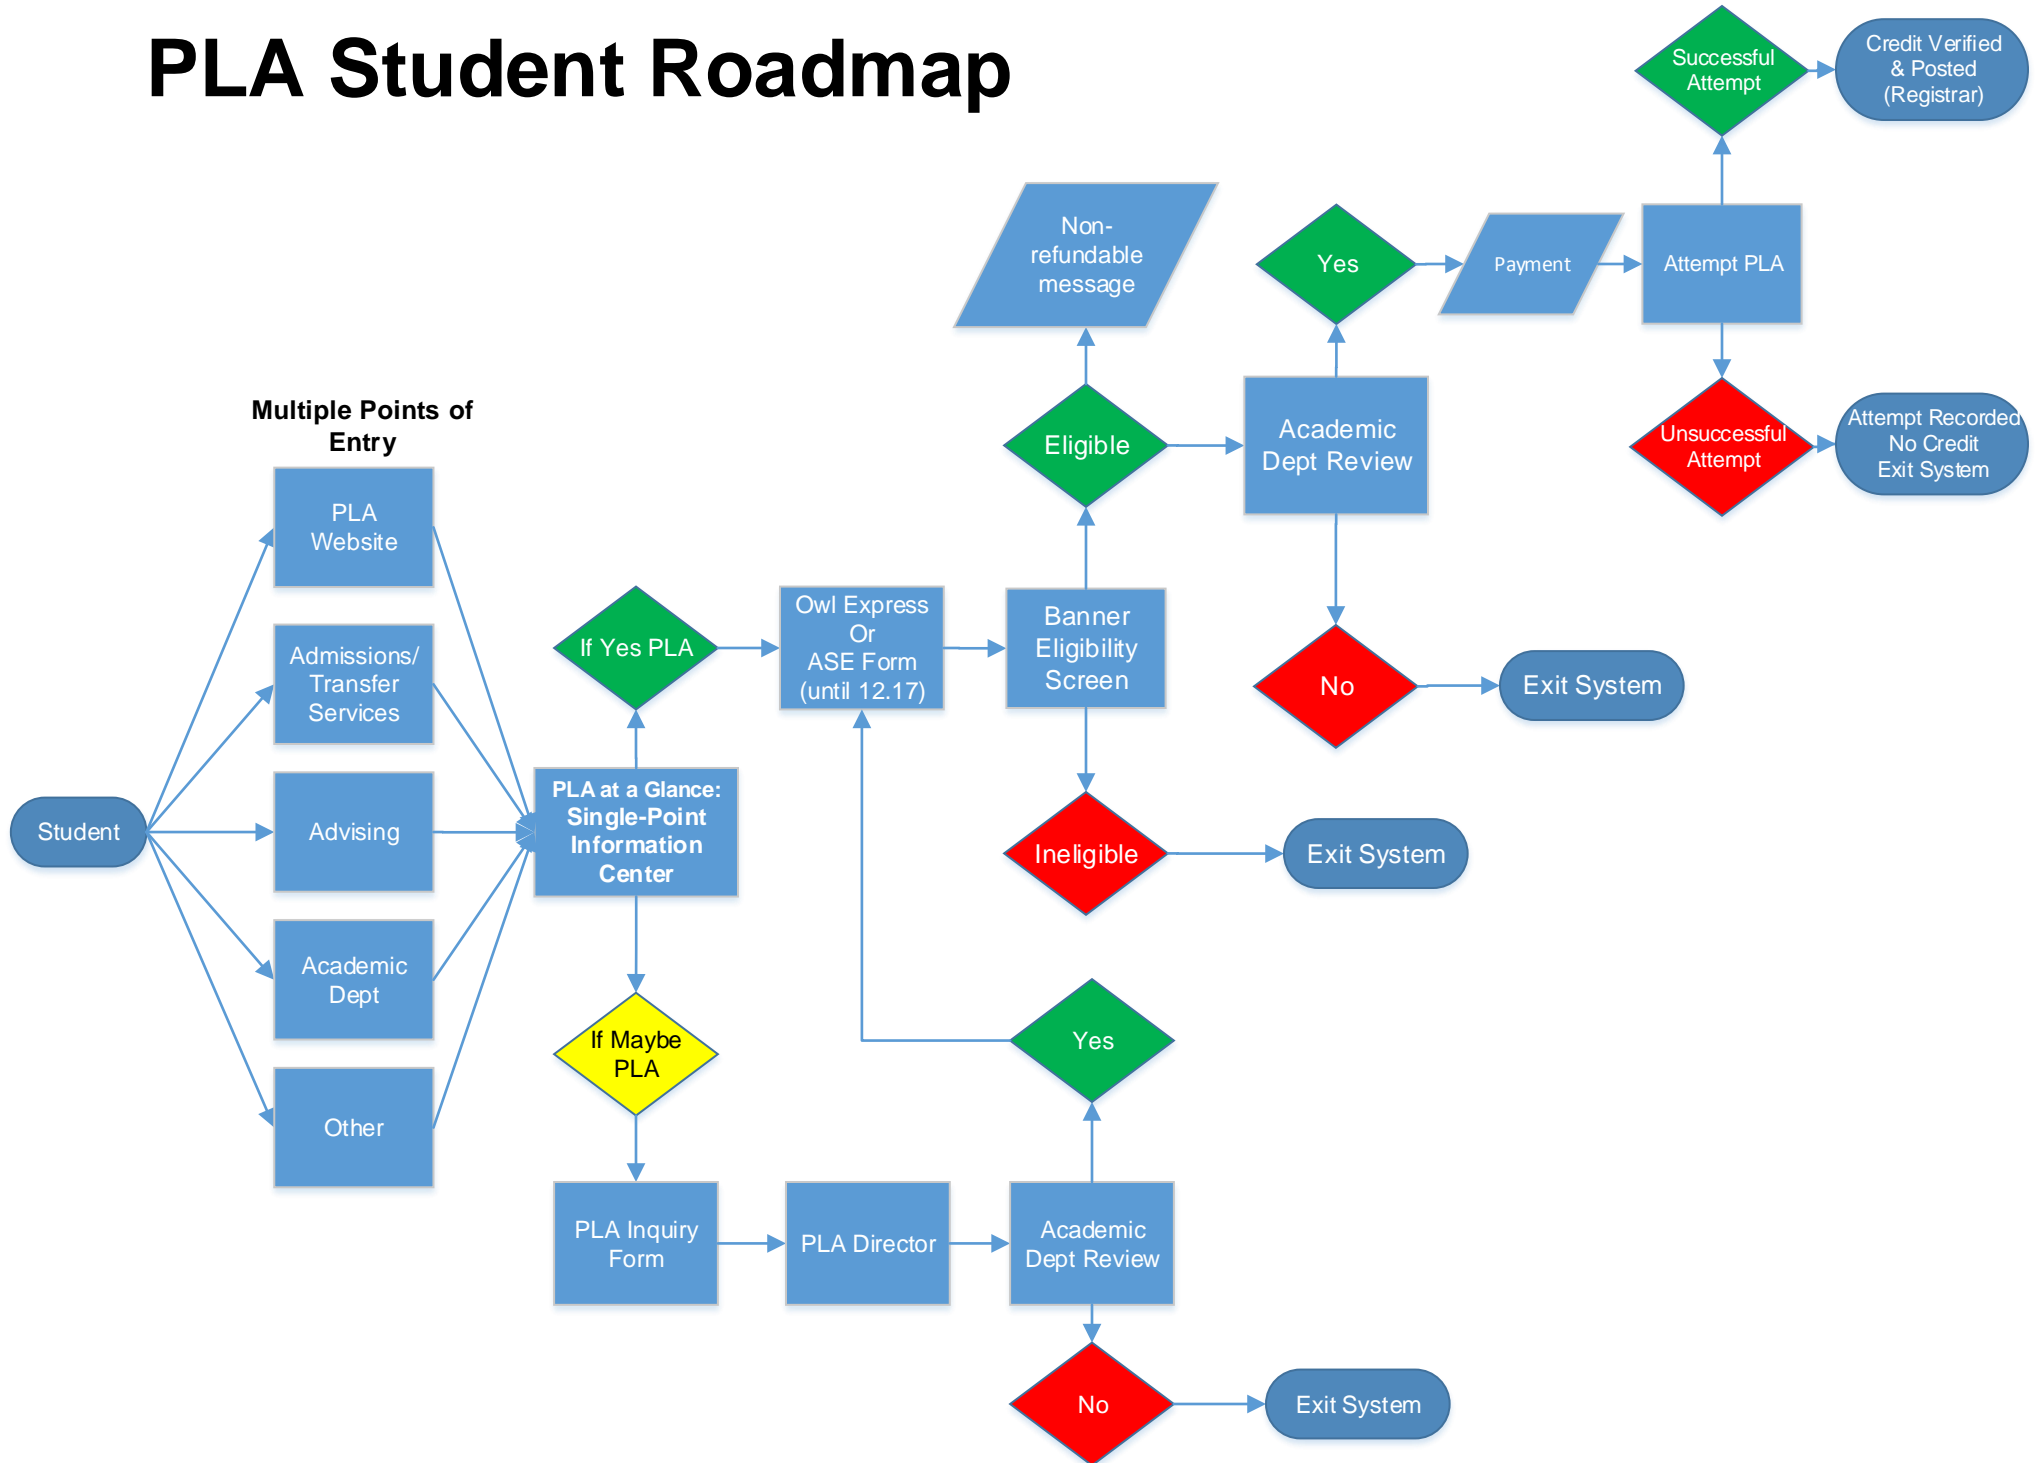 PLA Student Roadmap
Successful
Attempt
Credit Verified
& Posted
(Registrar)
Non-
refundable
message
Yes
Payment
Attempt PLA
Multiple Points of
Entry
Eligible
Academic
Dept Review
Unsuccessful
Attempt
Attempt Recorded
No Credit
Exit System
PLA
Website
Admissions/
Transfer
Services
Advising
Academic
Dept
Other
Student
If Yes PLA
Owl Express
Or
ASE Form
(until 12.17)
Banner
Eligibility
Screen
No
Exit System
PLA at a Glance:
Single-Point
Information
Center
Ineligible
Exit System
If Maybe
PLA
Yes
PLA Inquiry
Form
PLA Director
Academic
Dept Review
No
Exit System